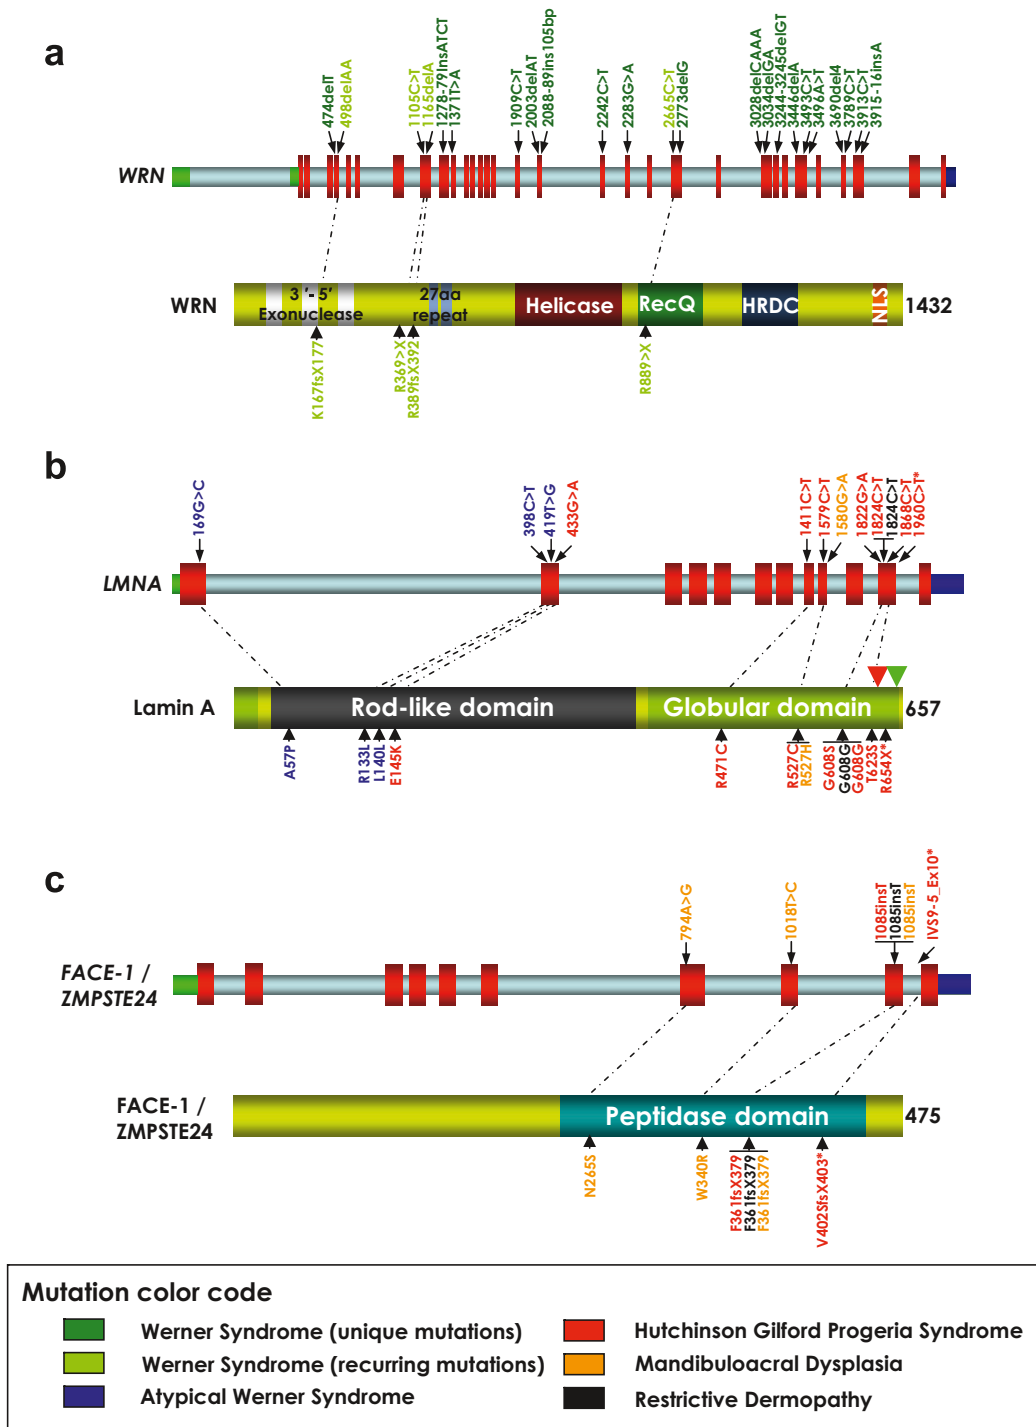 a
474delT
498delAA
1105C>T
1165delA
1278-79InsATCT
1371T>A
1909C>T
2003delAT
2088-89ins105bp
2242C>T
2283G>A
2665C>T
2773delG
3028delCAAA
3034delGA
3244-3245delGT
3446delA
3493C>T
3496A>T
3690del4
3789C>T
3913C>T
3915-16insA
WRN
WRN
3 '- 5'
Exonuclease
27aa
repeat
Helicase
RecQ
HRDC
NLS
1432
K167fsX177
R369>X
R389fsX392
R889>X
b
169G>C
398C>T
419T>G
433G>A
1411C>T
1579C>T
1580G>A
1822G>A
1824C>T
1824C>T
1868C>T
1960C>T*
LMNA
Lamin A
Rod-like domain
Globular domain
657
A57P
R133L
L140L
E145K
R471C
R527C
R527H
G608S
G608G
G608G
T623S
R654X*
c
794A>G
1018T>C
1085insT
1085insT
1085insT
IVS9-5_Ex10*
FACE-1 /
ZMPSTE24
FACE-1 /
ZMPSTE24
Peptidase domain
475
N265S
W340R
F361fsX379
F361fsX379
F361fsX379
V402SfsX403*
Mutation color code
Werner Syndrome (unique mutations)
Werner Syndrome (recurring mutations)
Atypical Werner Syndrome
Hutchinson Gilford Progeria Syndrome
Mandibuloacral Dysplasia
Restrictive Dermopathy